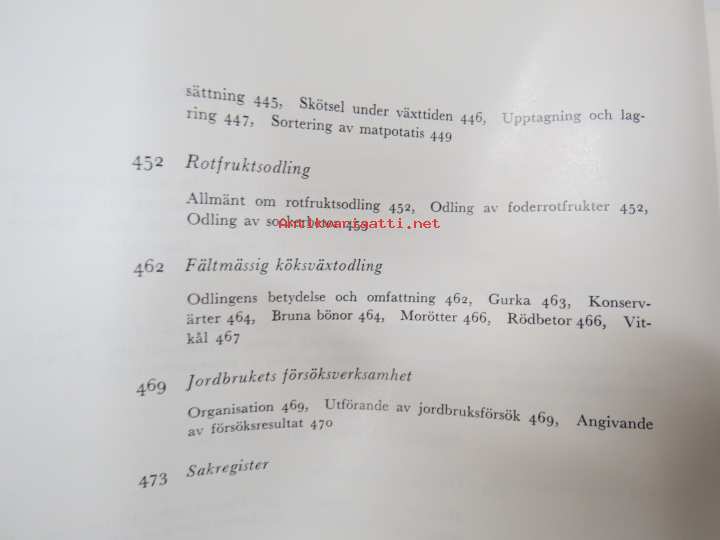 sättning 445, Skötsel under växttiden 446, Upptagning och lag-
ring 447, Sortering av matpotatis 449
452 Rotfruktsodling
Allmänt om rotfruktsodling 452, Odling av foderrotfrukter 452,
Odling av sockerbetor 459
Antikvariaatti.net
462 Fältmässig köksväxtodling
Odlingens betydelse och omfattning 462, Gurka 463, Konserv-
ärter 464, Bruna bönor 464, Morötter 466, Rödbetor 466, Vit-
kål 467
469 Jordbrukets försöksverksamhet
Organisation 469, Utförande av jordbruksförsök 469, Angivande
av försöksresultat 470
473 Sakregister